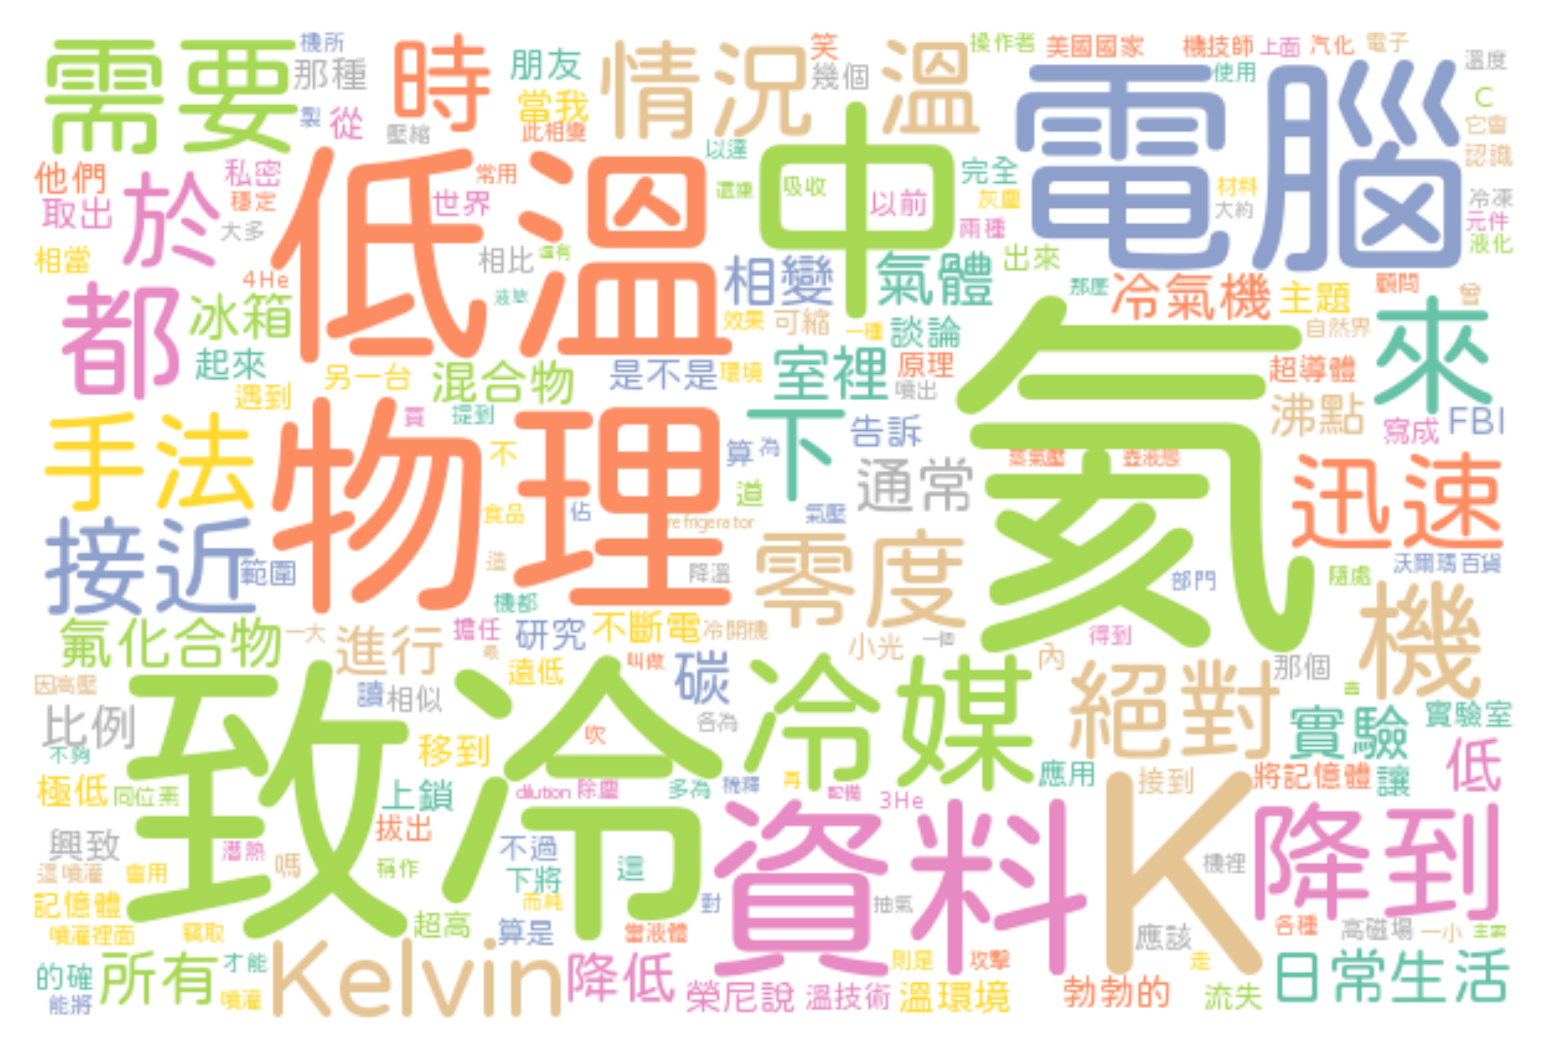 需要
機所
那種
時
朋友
情況
笑
幾個
溫
操作者
美國國家
機技師
上面
汽化
電子
溫度
使用
製
從
壓縮
當我
此相變
中
電腦
C
它會
認識
他們
私密
穩定
取出
於
大多
常用
世界
以達
還嫌
吸收
以前
完全
灰塵
兩種
材料
大約
冷凍
元件
液化
相當
4He
低溫
相比
還有
液態
相變
氣體
出來
那麼
冷氣機
主題
顧問
曾
都
冰箱
起來
遇到
另一台
混合物
是不是
環境
效果
可縮
一種
談論
室裡
原理
噴出
氦
自然界
超導體
來
沸點
寫成
FBI
手法
物理
買
提到
不
算
為
下
告訴
道
通常
蒸氣壓
迅速
接近
範圍
食品
佔
refrigerator
造
降溫
氣壓
零度
部門
隨處
沃爾瑪百貨
機都
氟化合物
一大
進行
擔任
最
研究
不斷電
冷開機
小光
一個
得到
內
機
因高壓
讀
相似
遠低
叫做
碳
各為
冷媒
絕對
那個
實驗
實驗室
比例
不夠
致冷
移到
吹
極低
同位素
上鎖
拔出
dilution
除塵
多為
稀釋
再
配備
3He
應用
接到
將記憶體
讓
低
興致
潛熱
嗎
稱作
不過
下將
這
資料
K
機裡
降到
這噴灌
會用
記憶體
噴灌裡面
竊取
超高
而純
算是
當液體
對
抽氣
應該
各種
高磁場
一小
主要
的確
能將
所有
才能
噴灌
Kelvin
降低
榮尼說
溫技術
則是
攻擊
溫環境
勃勃的
走
流失
日常生活